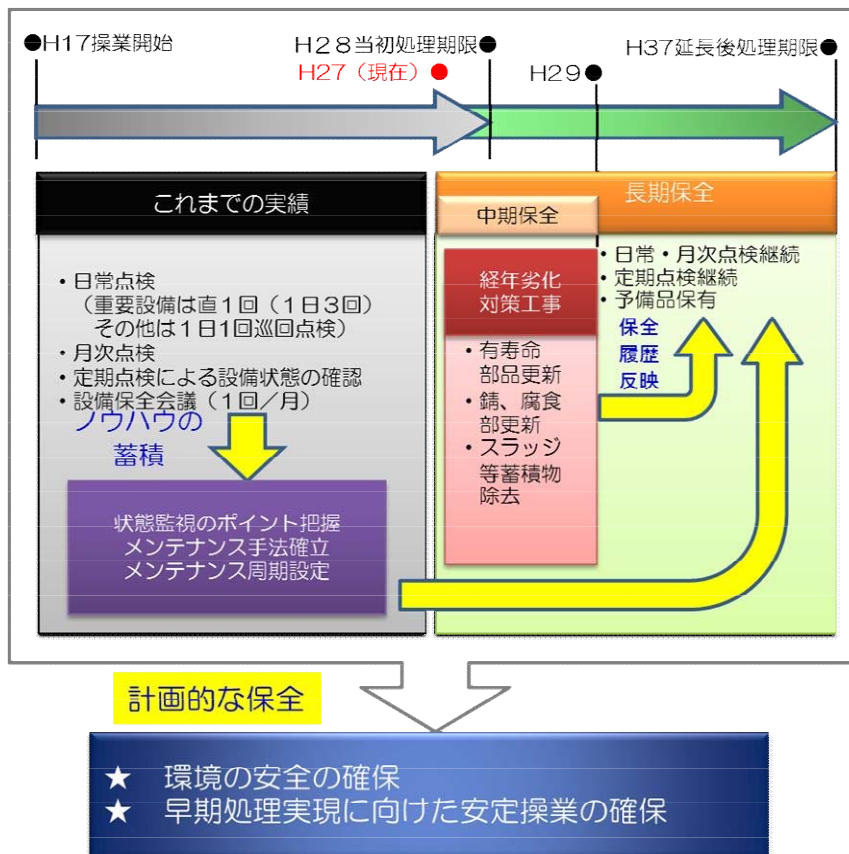 ●H17操業開始
H28当初処理期限●
H27（現在）●
H29●
H37延長後処理期限●
これまでの実績
・日常点検
（重要設備は直1回（1日3回）
その他は1日1回巡回点検）
・月次点検
・定期点検による設備状態の確認
・設備保全会議（1回／月）
ノウハウの
蓄積
状態監視のポイント把握
メンテナンス手法確立
メンテナンス周期設定
長期保全
中期保全
経年劣化
対策工事
・有寿命
部品更新
・錆、腐食
部更新
・スラッジ
等蓄積物
除去
・日常・月次点検継続
・定期点検継続
・予備品保有
保全
履歴
反映
計画的な保全
★ 環境の安全の確保
★ 早期処理実現に向けた安定操業の確保